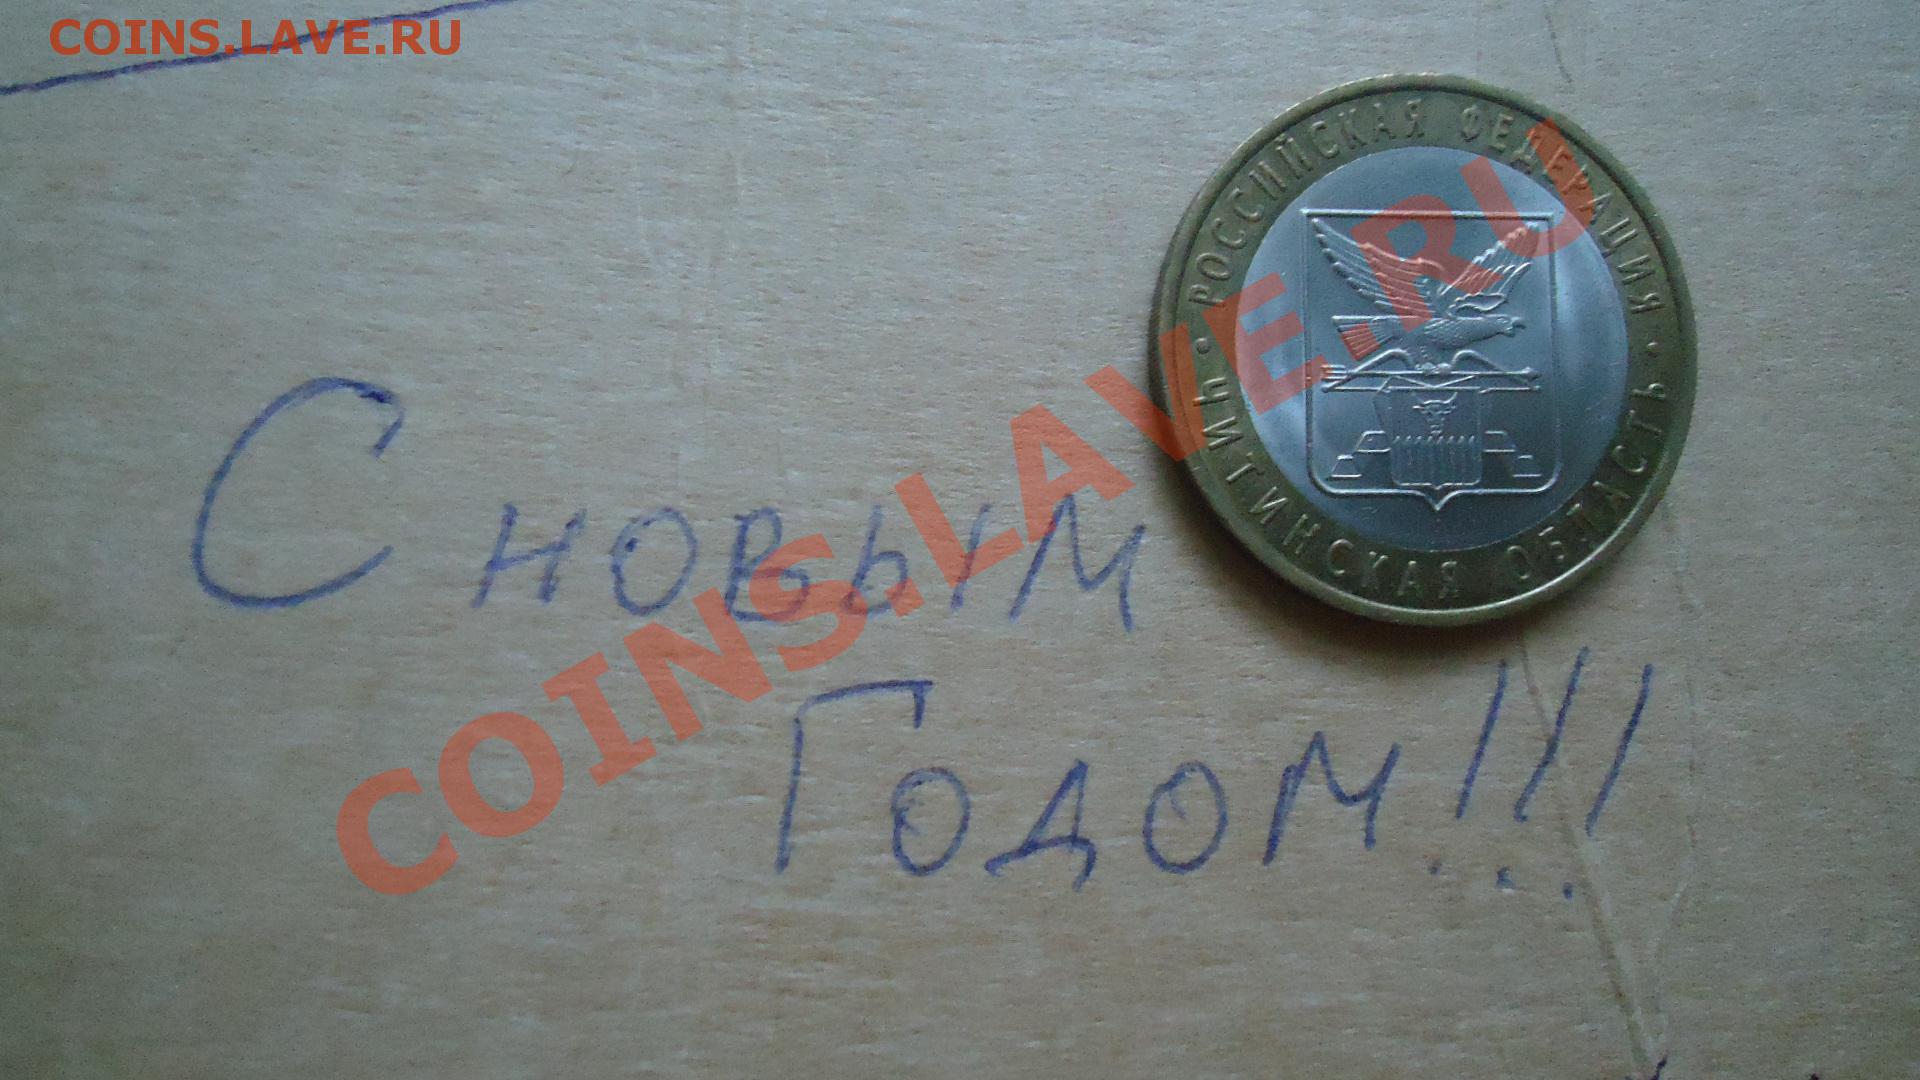 COINS.LAVE.RU
РОССИЙСКАЯ ФЕДЕРАЦИЯ
ЧИТИНСКАЯ ОБЛАСТЬ
COINS.LAVE.RU
С новым
Годом!!!